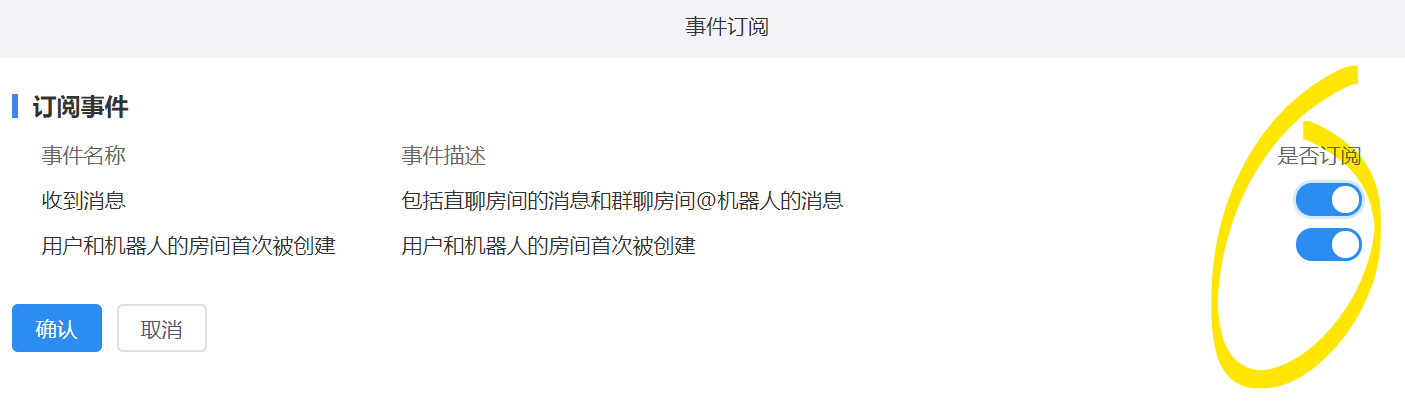 事件订阅
订阅事件
事件名称 事件描述 是否订阅
收到消息 包括直聊房间的消息和群聊房间@机器人的消息
用户和机器人的房间首次被创建 用户和机器人的房间首次被创建
确认 取消